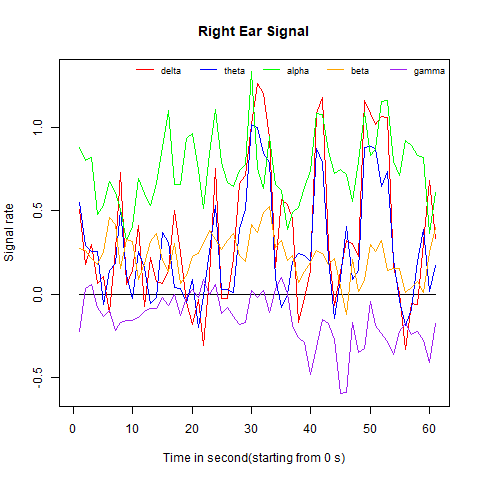 Right Ear Signal
delta theta alpha beta gamma
Signal rate
1.0
0.5
0.0
-0.5
0 10 20 30 40 50 60
Time in second(starting from 0 s)